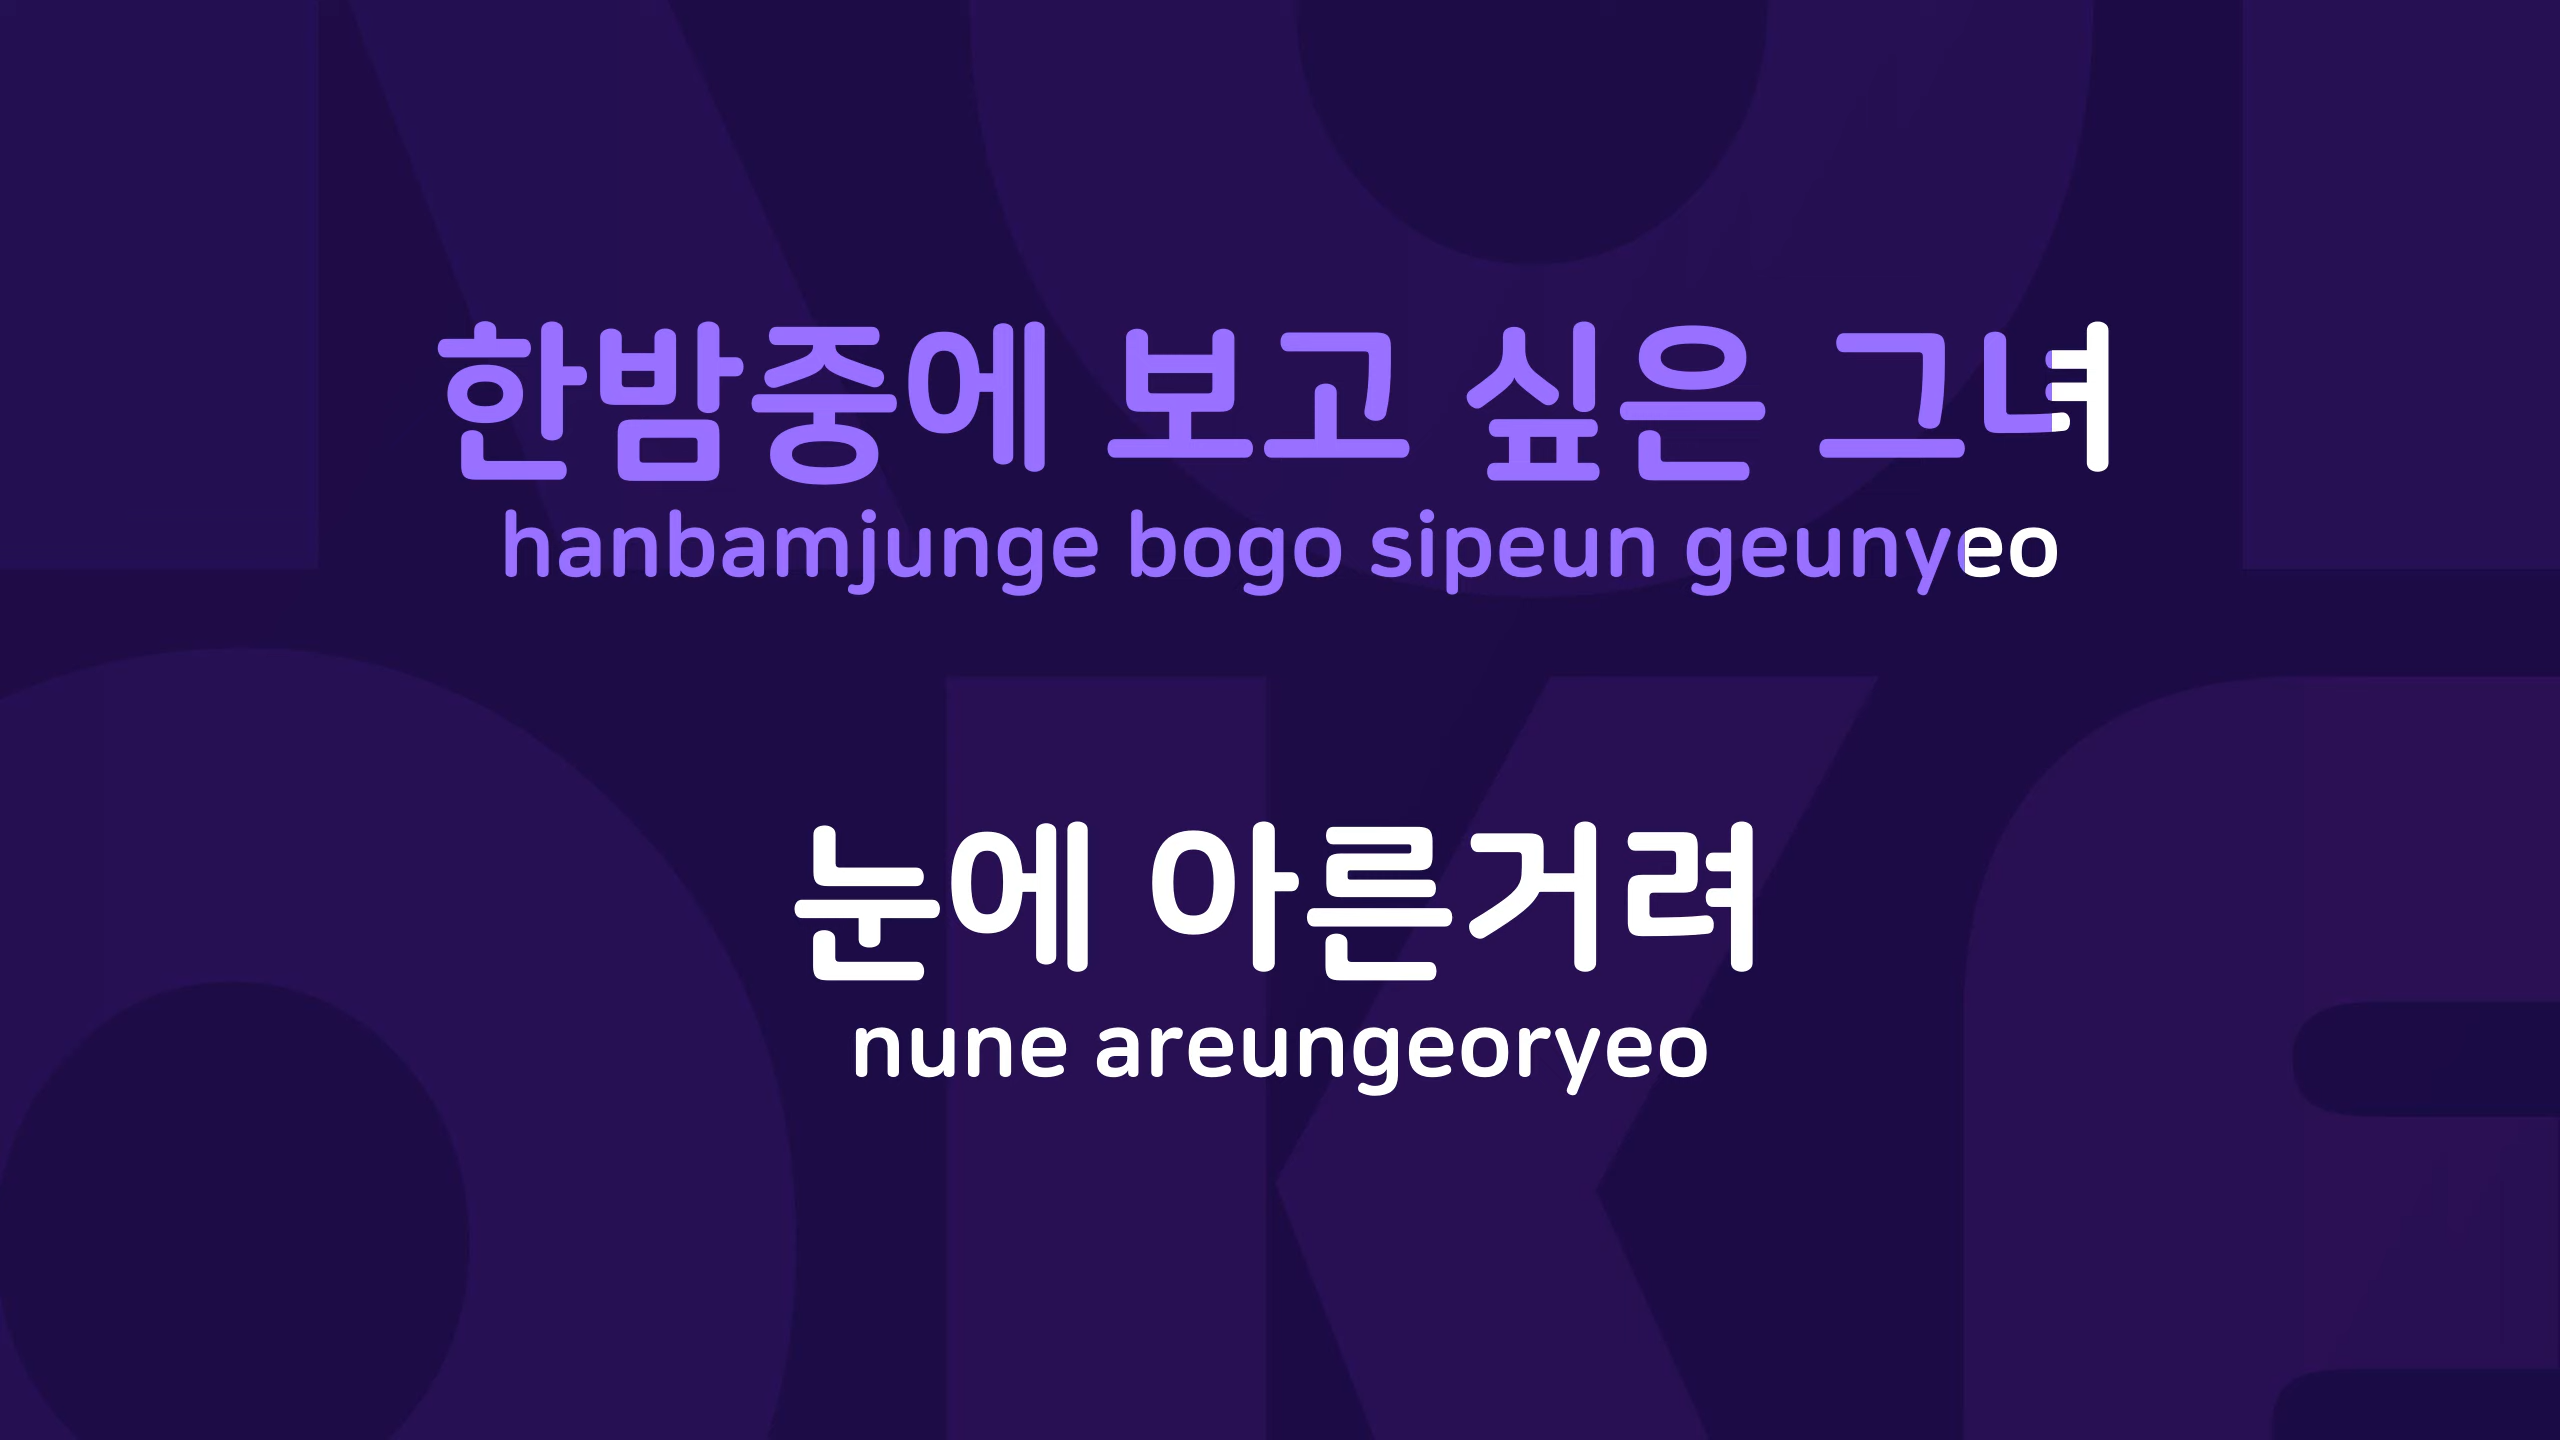 한밤중에 보고 싶은 그녀
hanbamjunge bogo sipeun geunyeo
눈에 아른거려
nune areungeoryeo